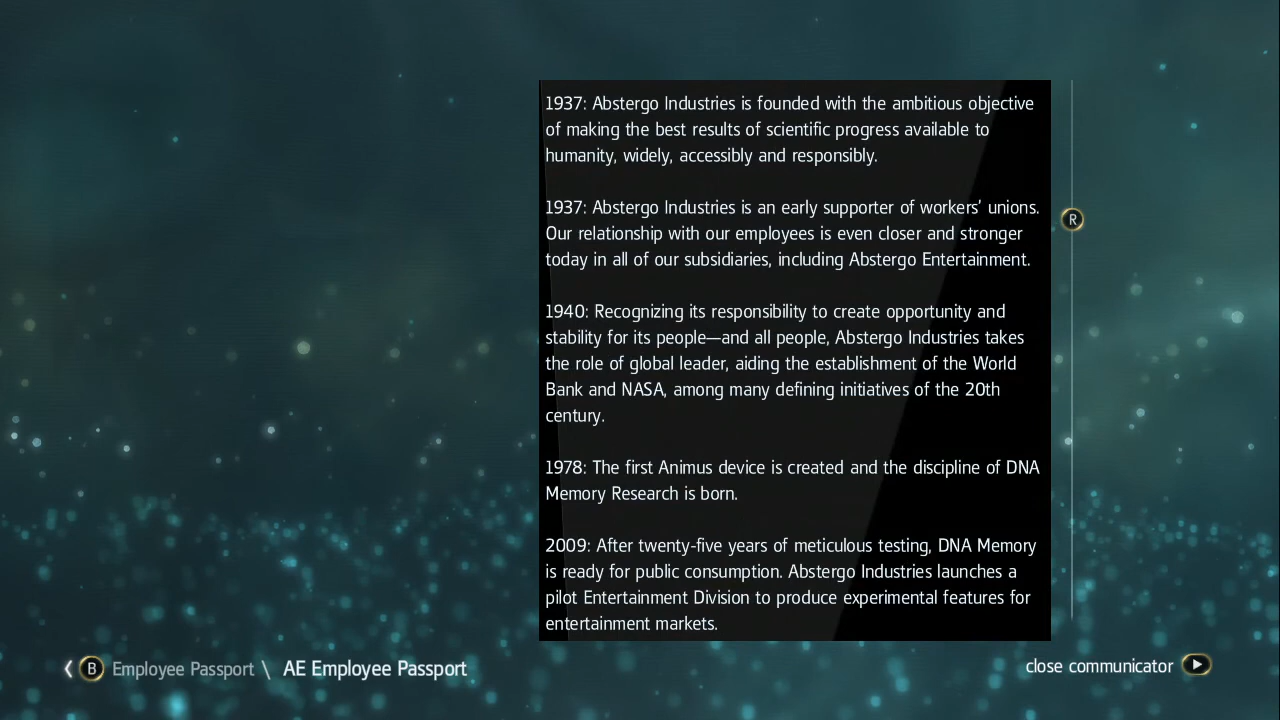 1937: Abstergo Industries is founded with the ambitious objective
of making the best results of scientific progress available to
humanity, widely, accessibly and responsibly.
1937: Abstergo Industries is an early supporter of workers' unions.
Our relationship with our employees is even closer and stronger
today in all of our subsidiaries, including Abstergo Entertainment.
1940: Recognizing its responsibility to create opportunity and
stability for its people—and all people, Abstergo Industries takes
the role of global leader, aiding the establishment of the World
Bank and NASA, among many defining initiatives of the 20th
century.
1978: The first Animus device is created and the discipline of DNA
Memory Research is born.
2009: After twenty-five years of meticulous testing, DNA Memory
is ready for public consumption. Abstergo Industries launches a
pilot Entertainment Division to produce experimental features for
entertainment markets.
R
B Employee Passport \ AE Employee Passport
close communicator